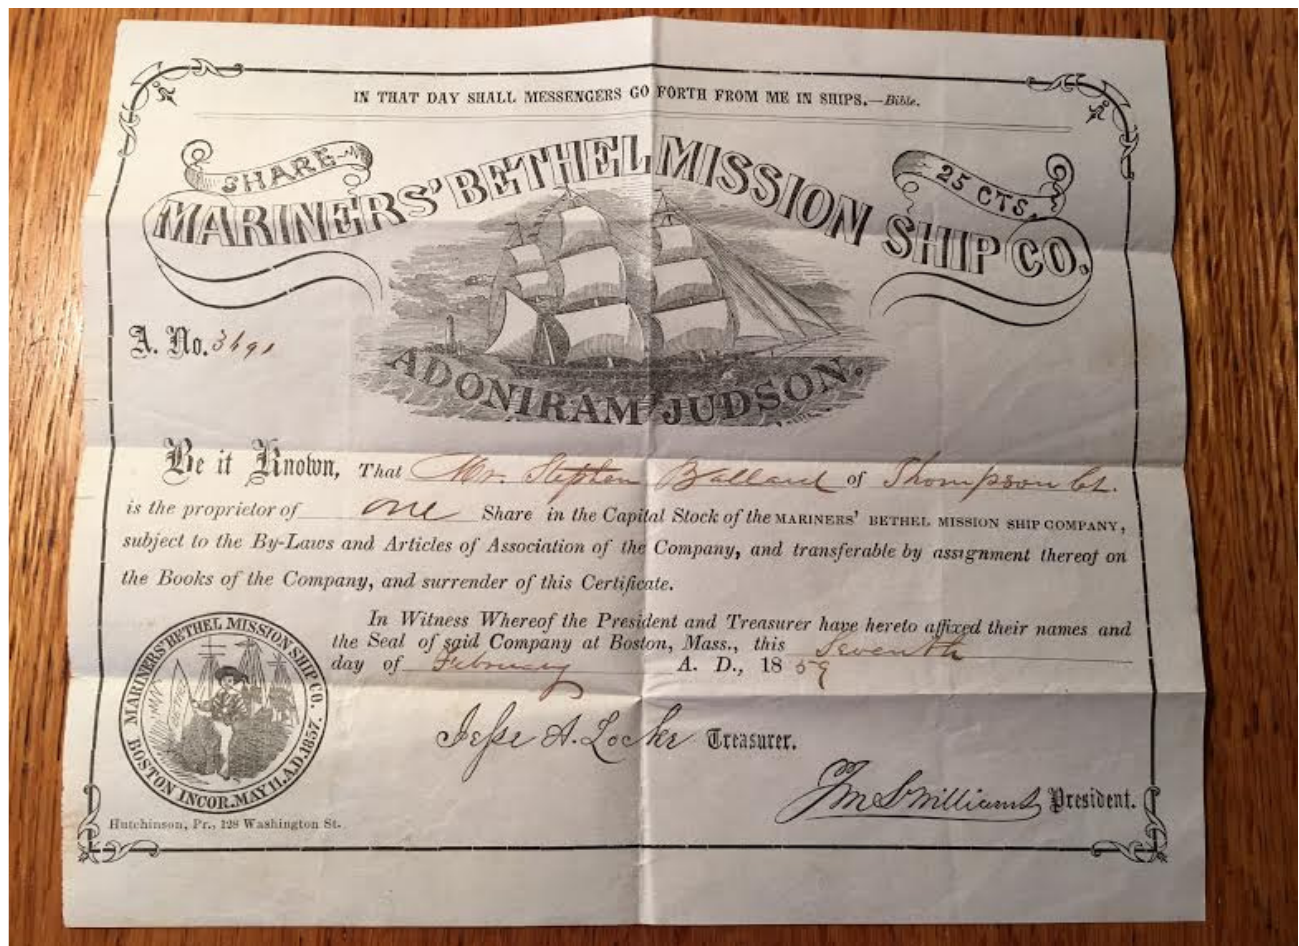 IN THAT DAY SHALL MESSENGERS GO FORTH FROM ME IN SHIPS.—Bible.
SHARE
25 CTS.
MARINERS' BETHEL MISSION SHIP CO.
A. No. 3491
ADONIRAM JUDSON.
Be it Known, That Mr. Stephen Ballard of Thompson Ct.
is the proprietor of one Share in the Capital Stock of the MARINERS' BETHEL MISSION SHIP COMPANY,
subject to the By-Laws and Articles of Association of the Company, and transferable by assignment thereof on
the Books of the Company, and surrender of this Certificate.
In Witness Whereof the President and Treasurer have hereto affixed their names and
the Seal of said Company at Boston, Mass., this Seventh
day of February A. D., 1859
MARINERS' BETHEL MISSION SHIP CO.
BOSTON INCOR. MAY 11. A.D. 1857.
BETHEL
Jesse A. Locke Treasurer.
Wm S Williams President.
Hutchinson, Pr., 128 Washington St.